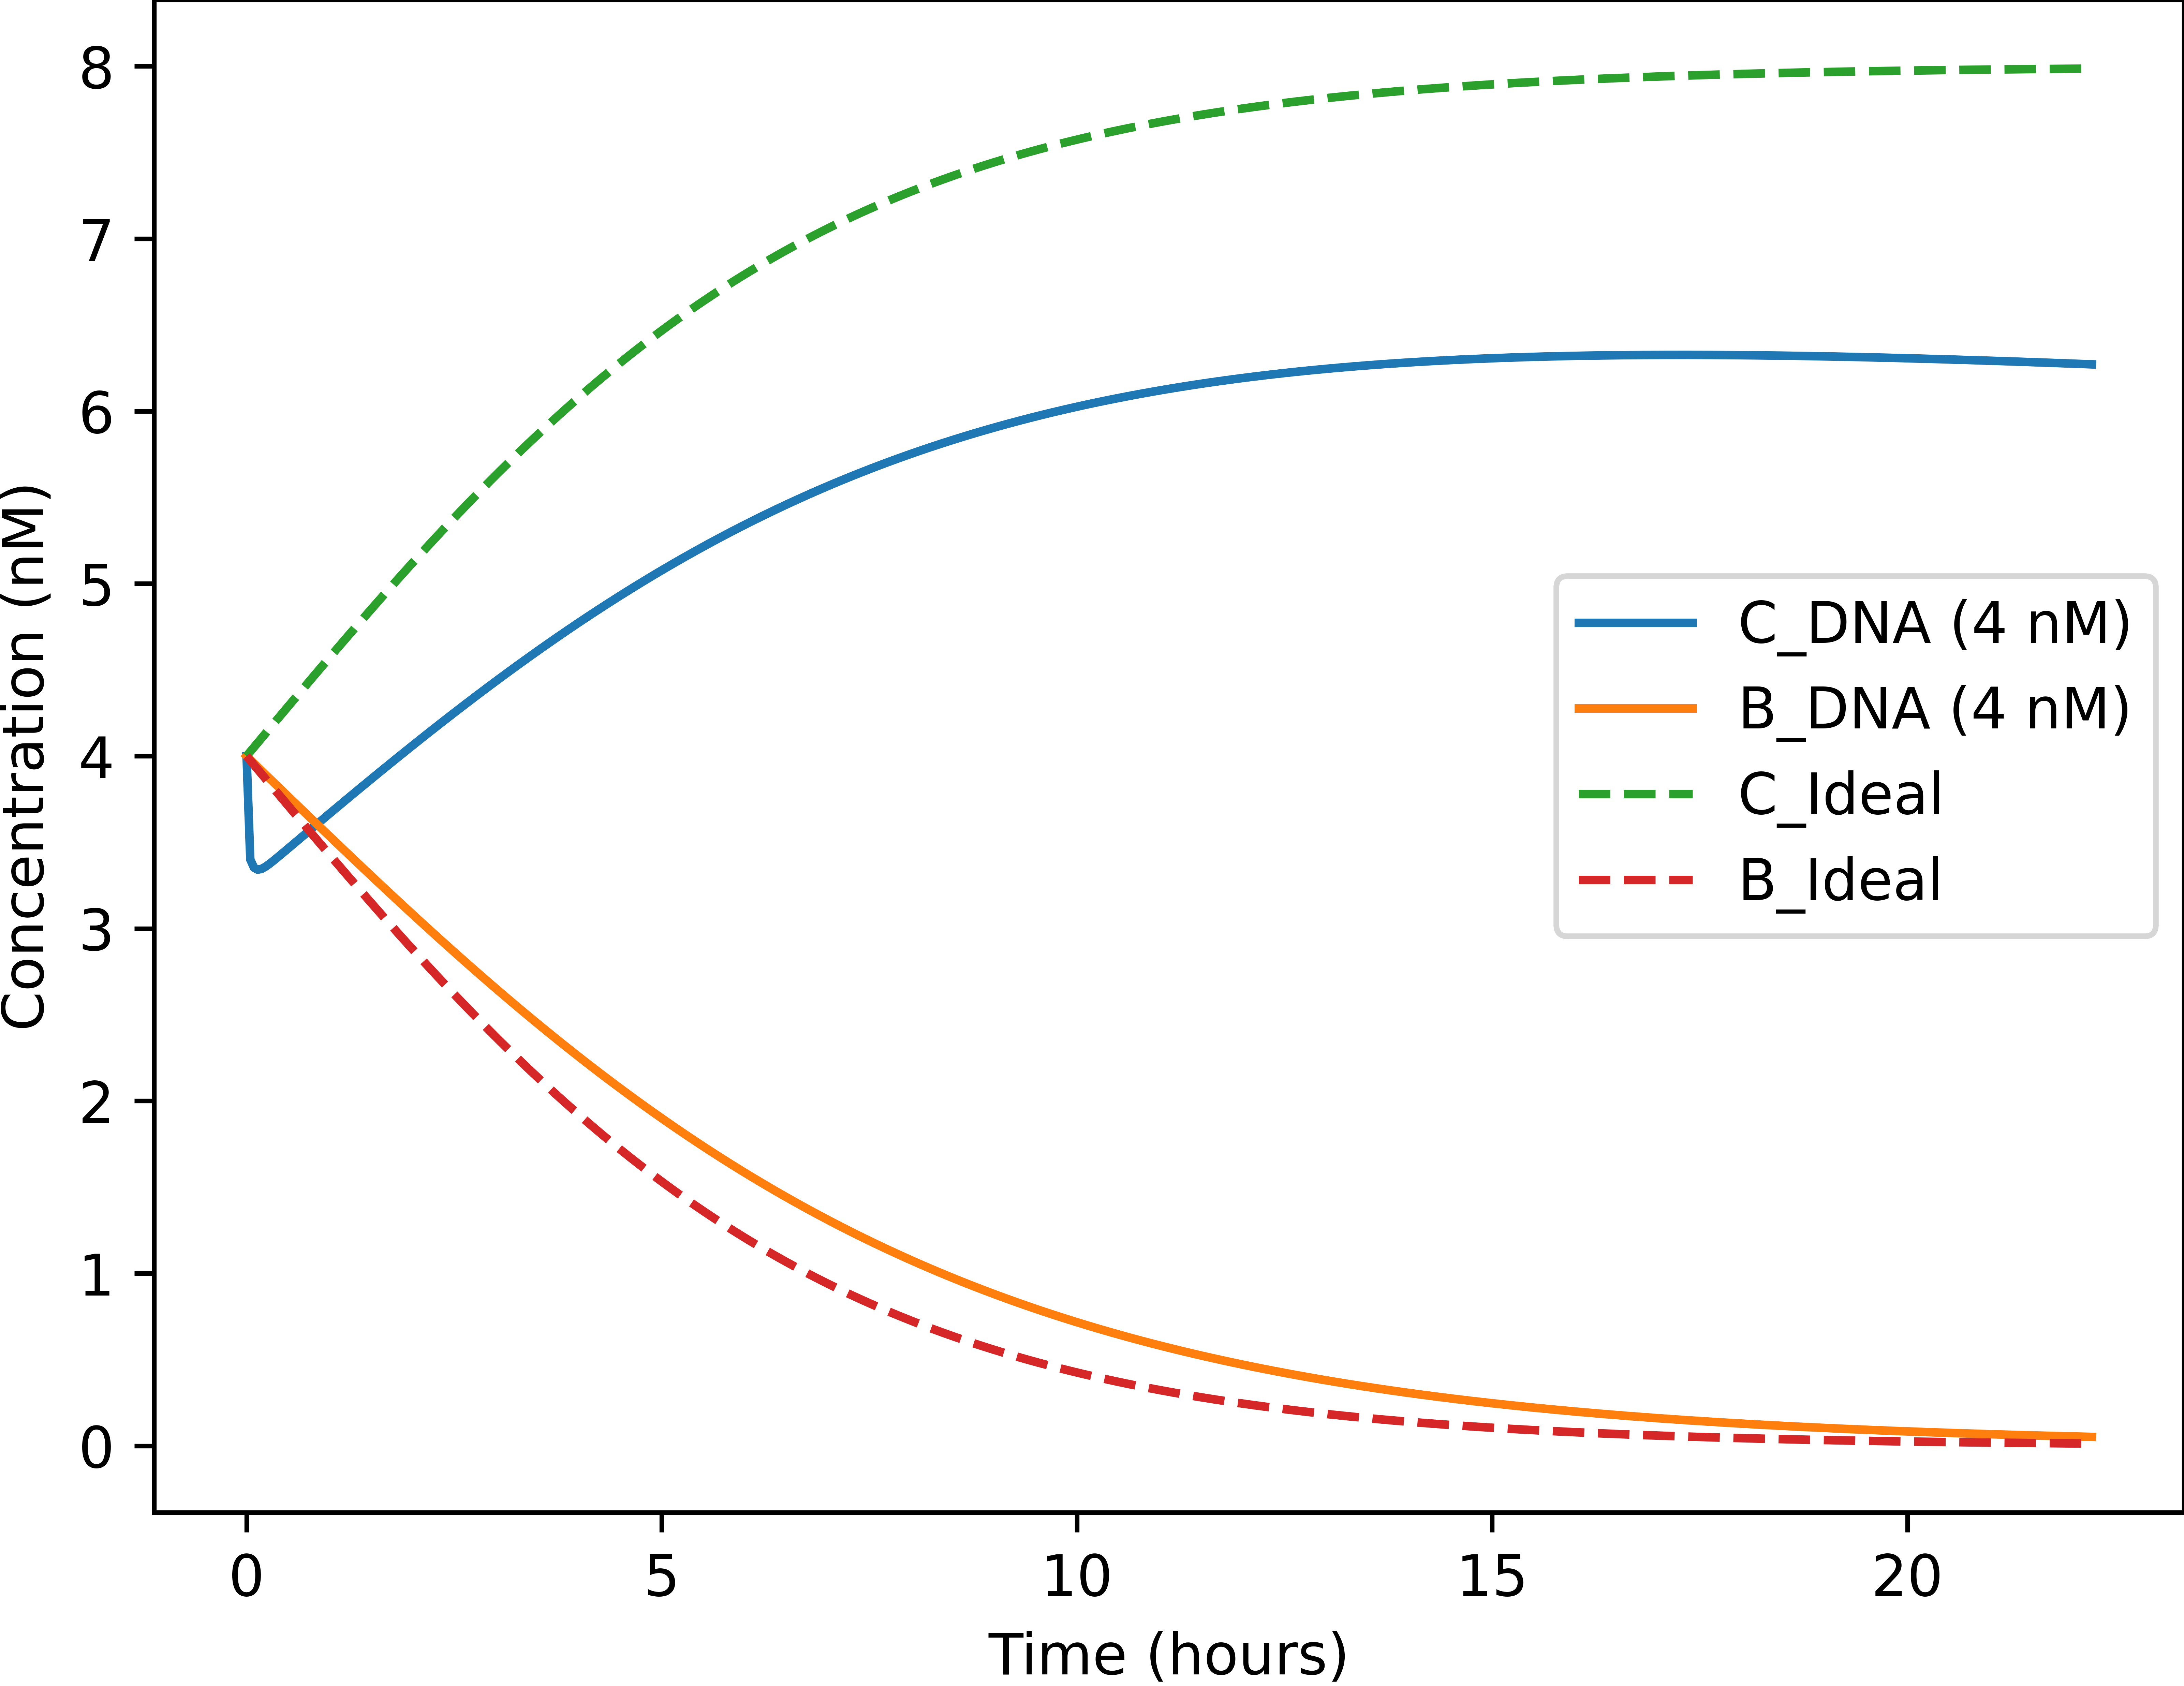 8
7
6
5
4
3
2
1
0
Concentration (nM)
C_DNA (4 nM)
B_DNA (4 nM)
C_Ideal
B_Ideal
0 5 10 15 20
Time (hours)